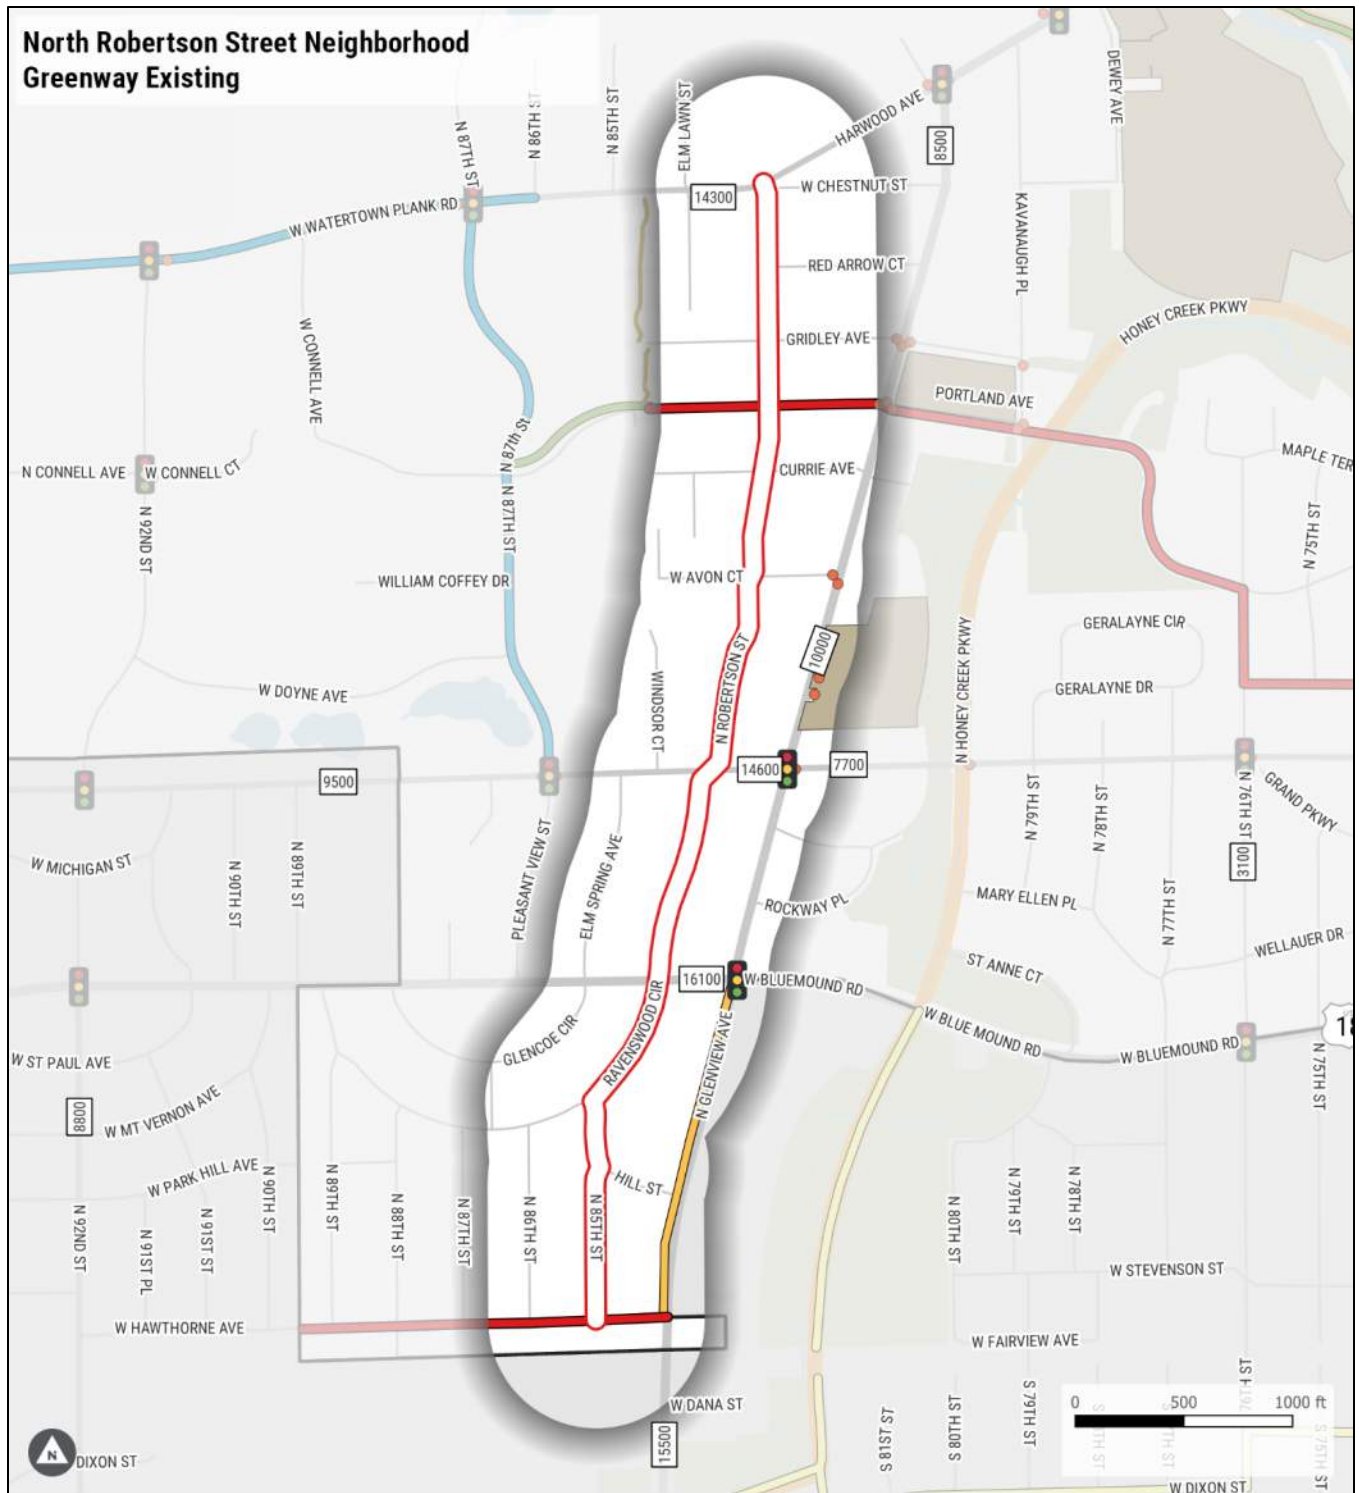 North Robertson Street Neighborhood
Greenway Existing
DEWEY AVE
HARWOOD AVE
8500
N 87TH ST
N 86TH ST
N 85TH ST
ELM LAWN ST
W CHESTNUT ST
14300
W WATERTOWN PLANK RD
KAVANAUGH PL
RED ARROW CT
HONEY CREEK PKWY
W CONNELL AVE
GRIDLEY AVE
PORTLAND AVE
N 87th St
N CONNELL AVE
W CONNELL CT
CURRIE AVE
MAPLE TER
N 92ND ST
N 87TH ST
N 75TH ST
WILLIAM COFFEY DR
W AVON CT
GERALAYNE CIR
10000
N ROBERTSON ST
N HONEY CREEK PKWY
W DOYNE AVE
WINDSOR CT
GERALAYNE DR
9500
14600
7700
N 79TH ST
N 78TH ST
N 76TH ST
GRAND PKWY
W MICHIGAN ST
N 90TH ST
N 89TH ST
PLEASANT VIEW ST
ELM SPRING AVE
3100
ROCKWAY PL
MARY ELLEN PL
N 77TH ST
WELLAUER DR
ST ANNE CT
16100
W BLUEMOUND RD
W BLUE MOUND RD
W BLUEMOUND RD
18
GLENCOE CIR
RAVENSWOOD CIR
N GLENVIEW AVE
W ST PAUL AVE
N 75TH ST
8800
W MT VERNON AVE
W PARK HILL AVE
HILL ST
N 92ND ST
N 91ST PL
N 91ST ST
N 90TH ST
N 89TH ST
N 88TH ST
N 87TH ST
N 86TH ST
N 85TH ST
N 80TH ST
N 79TH ST
N 78TH ST
W STEVENSON ST
W HAWTHORNE AVE
W FAIRVIEW AVE
W DANA ST
15500
S 81ST ST
S 80TH ST
S 79TH ST
76TH ST
S 75TH ST
0 500 1000 ft
N
DIXON ST
W DIXON ST